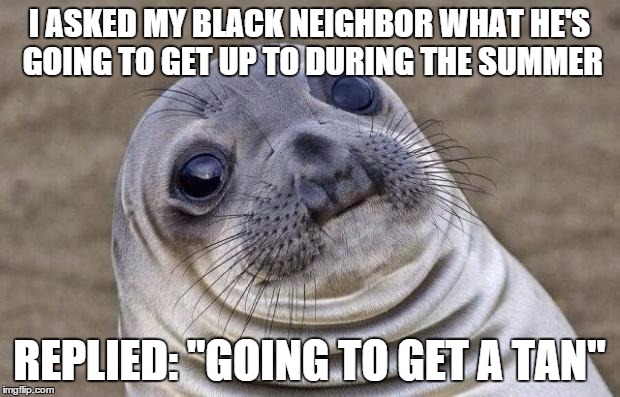 I ASKED MY BLACK NEIGHBOR WHAT HE'S
GOING TO GET UP TO DURING THE SUMMER
REPLIED: "GOING TO GET A TAN"
imgflip.com